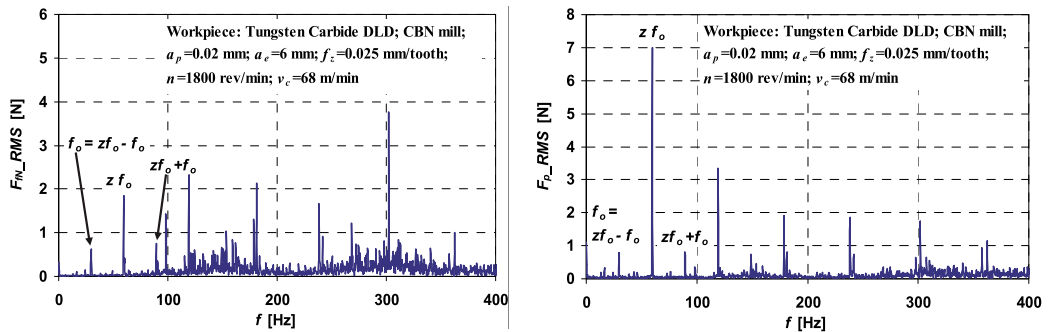 Workpiece: Tungsten Carbide DLD; CBN mill;
a_p=0.02 mm; a_e=6 mm; f_z=0.025 mm/tooth;
n=1800 rev/min; v_c=68 m/min
F_fN_RMS [N]
6
5
4
3
2
1
0
f_o = zf_o - f_o
z f_o
zf_o+f_o
0
100
200
300
400
f [Hz]
Workpiece: Tungsten Carbide DLD; CBN mill;
a_p=0.02 mm; a_e=6 mm; f_z=0.025 mm/tooth;
n=1800 rev/min; v_c=68 m/min
F_p_RMS [N]
8
7
6
5
4
3
2
1
0
z f_o
f_o =
zf_o - f_o
zf_o+f_o
0
100
200
300
400
f [Hz]